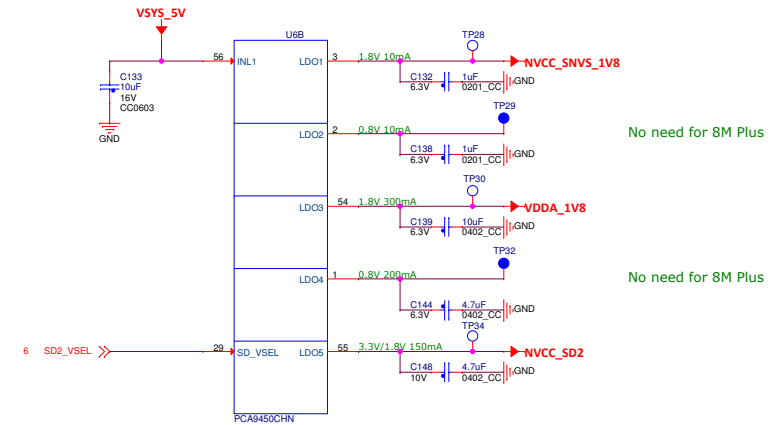 VSYS_5V
U6B
TP28
56 INL1 LDO1 3 1.8V 10mA NVCC_SNVS_1V8
C133
10uF
16V
CC0603
GND
C132 1uF
6.3V 0201_CC GND
TP29
LDO2 2 0.8V 10mA No need for 8M Plus
C138 1uF
6.3V 0201_CC GND
TP30
LDO3 54 1.8V 300mA VDDA_1V8
C139 10uF
6.3V 0402_CC GND
TP32
LDO4 1 0.8V 200mA No need for 8M Plus
C144 4.7uF
6.3V 0402_CC GND
TP34
6 SD2_VSEL 29 SD_VSEL LDO5 55 3.3V/1.8V 150mA NVCC_SD2
C148 4.7uF
10V 0402_CC GND
PCA9450CHN